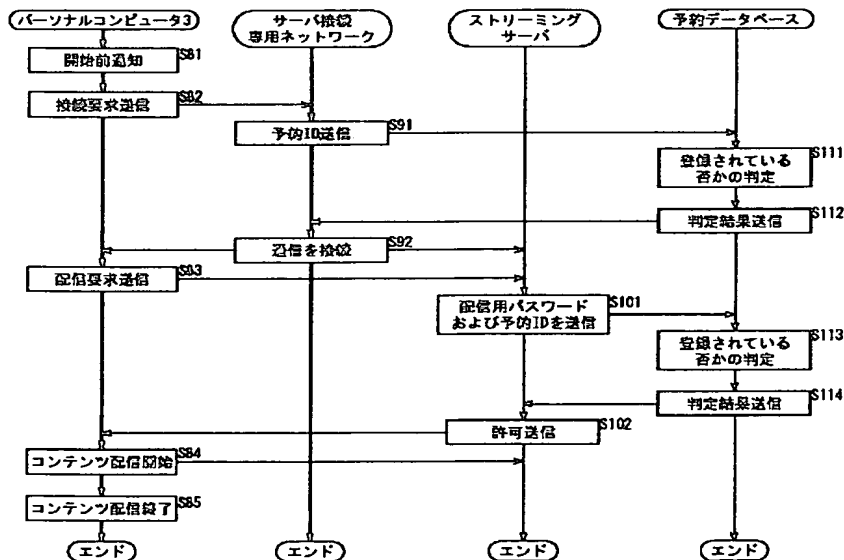 パーソナルコンピュータ3
サーバ接続
専用ネットワーク
ストリーミング
サーバ
予約データベース
開始前通知
S81
接続要求送信
S82
予約ID送信
S91
登録されている
否かの判定
S111
判定結果送信
S112
通信を接続
S92
配信要求送信
S83
配信用パスワード
および予約IDを送信
S101
登録されている
否かの判定
S113
判定結果送信
S114
許可送信
S102
コンテンツ配信開始
S84
コンテンツ配信終了
S85
エンド
エンド
エンド
エンド